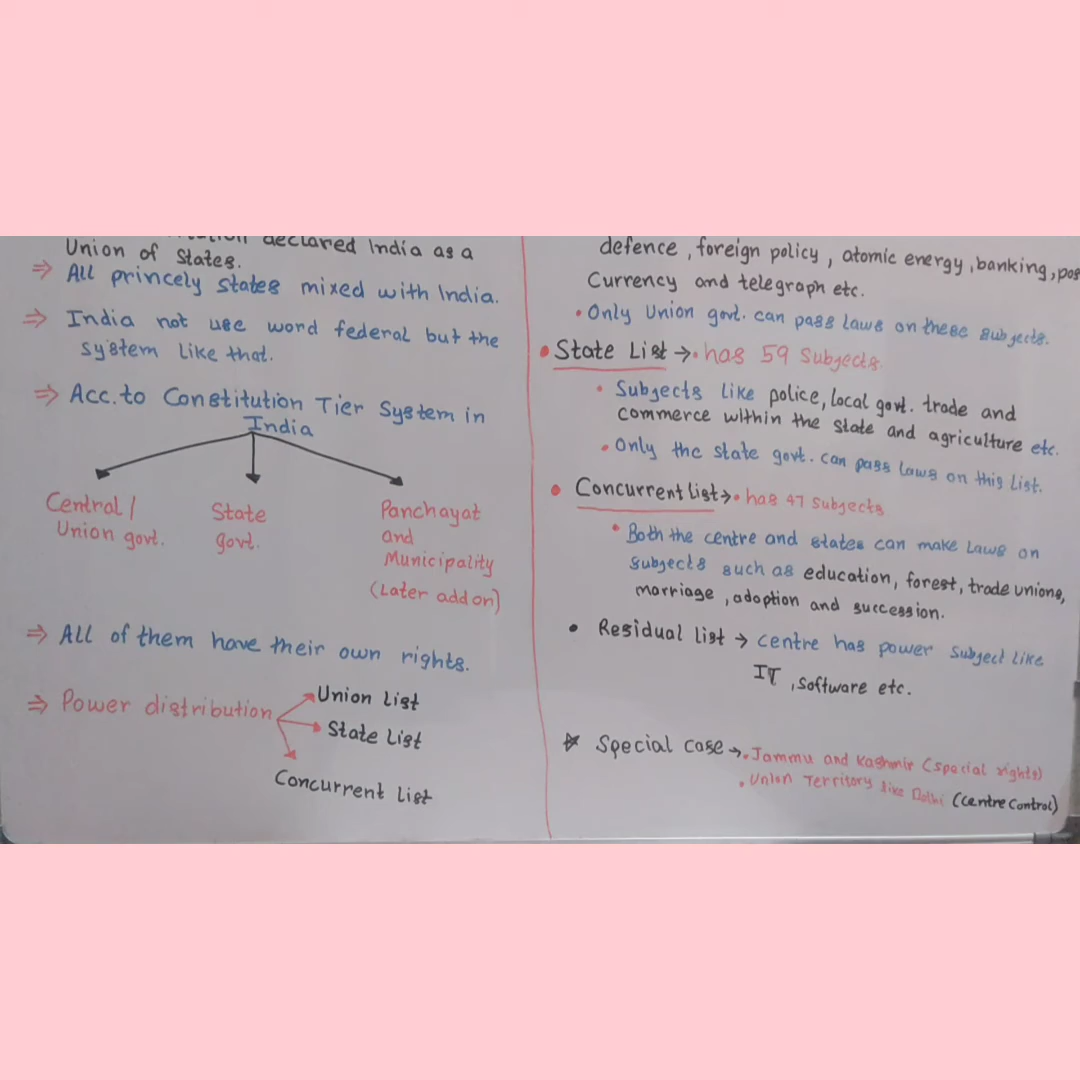 declared India as a
Union of States.
⇒ All princely states mixed with India.
⇒ India not use word federal but the
system like that.
⇒ Acc. to Constitution Tier System in
India
Central /
Union govt.
State
govt.
Panchayat
and
Municipality
(Later add on)
⇒ All of them have their own rights.
⇒ Power distribution
Union List
State List
Concurrent List
defence, foreign policy, atomic energy, banking,
Currency and telegraph etc.
• Only Union govt. can pass laws on these subjects.
• State List → • has 59 Subjects.
• Subjects like police, local govt. trade and
commerce within the state and agriculture etc.
• Only the state govt. can pass laws on this List.
• Concurrent list → • has 47 subjects
• Both the centre and states can make Laws on
subjects such as education, forest, trade unions,
marriage, adoption and succession.
• Residual list → centre has power subject like
IT, software etc.
★ Special case → • Jammu and Kashmir (special rights)
• Union Territory like Delhi (centre control)